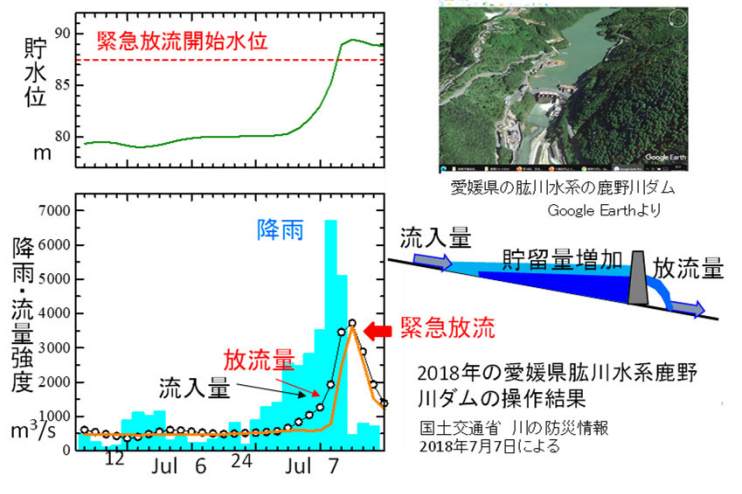 90
85
80
貯水位
m
緊急放流開始水位
Google Earth
愛媛県の肱川水系の鹿野川ダム
Google Earthより
7000
6000
5000
4000
3000
2000
1000
0
降雨・流量強度
m³/s
降雨
放流量
流入量
緊急放流
12 Jul 6 24 Jul 7
流入量
貯留量増加
放流量
2018年の愛媛県肱川水系鹿野
川ダムの操作結果
国土交通省 川の防災情報
2018年7月7日による